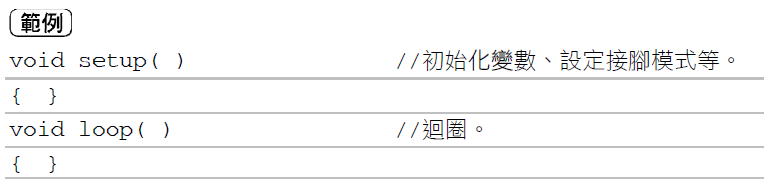 範例
void setup( ) //初始化變數、設定接腳模式等。
{ }
void loop( ) //迴圈。
{ }